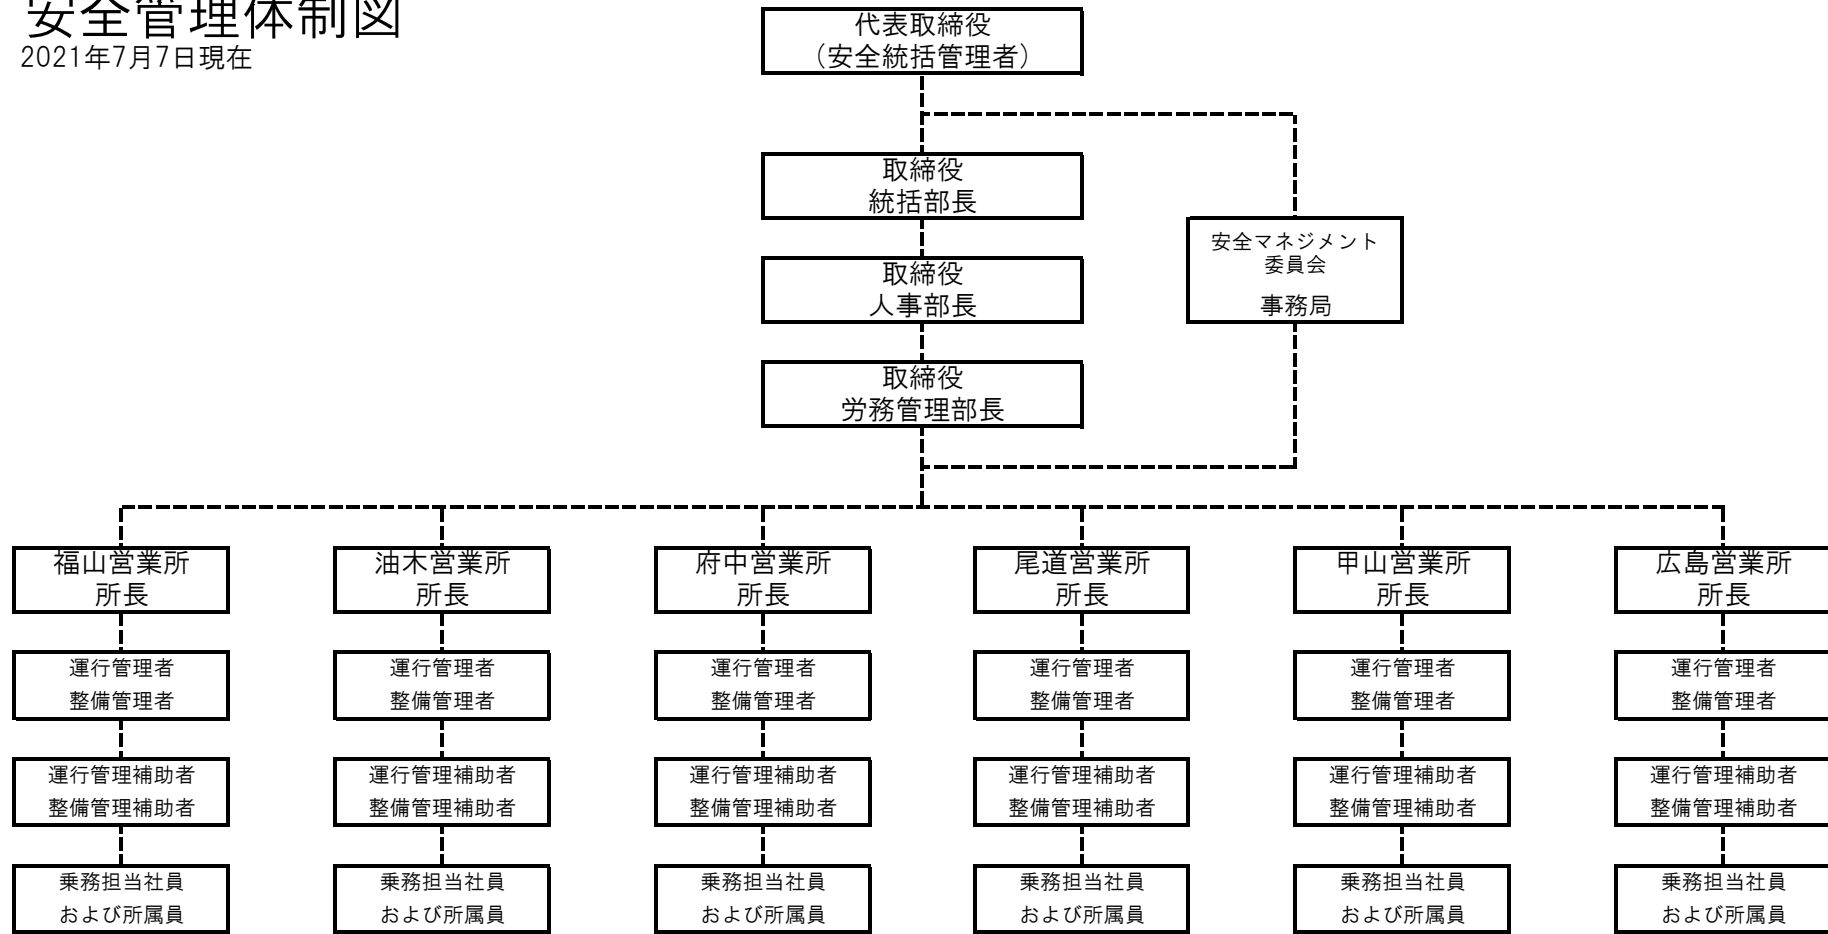 安全管理体制図
2021年7月7日現在
代表取締役
（安全統括管理者）
取締役
統括部長
安全マネジメント
委員会
事務局
取締役
人事部長
取締役
労務管理部長
福山営業所
所長
油木営業所
所長
府中営業所
所長
尾道営業所
所長
甲山営業所
所長
広島営業所
所長
運行管理者
整備管理者
運行管理者
整備管理者
運行管理者
整備管理者
運行管理者
整備管理者
運行管理者
整備管理者
運行管理者
整備管理者
運行管理補助者
整備管理補助者
運行管理補助者
整備管理補助者
運行管理補助者
整備管理補助者
運行管理補助者
整備管理補助者
運行管理補助者
整備管理補助者
運行管理補助者
整備管理補助者
乗務担当社員
および所属員
乗務担当社員
および所属員
乗務担当社員
および所属員
乗務担当社員
および所属員
乗務担当社員
および所属員
乗務担当社員
および所属員